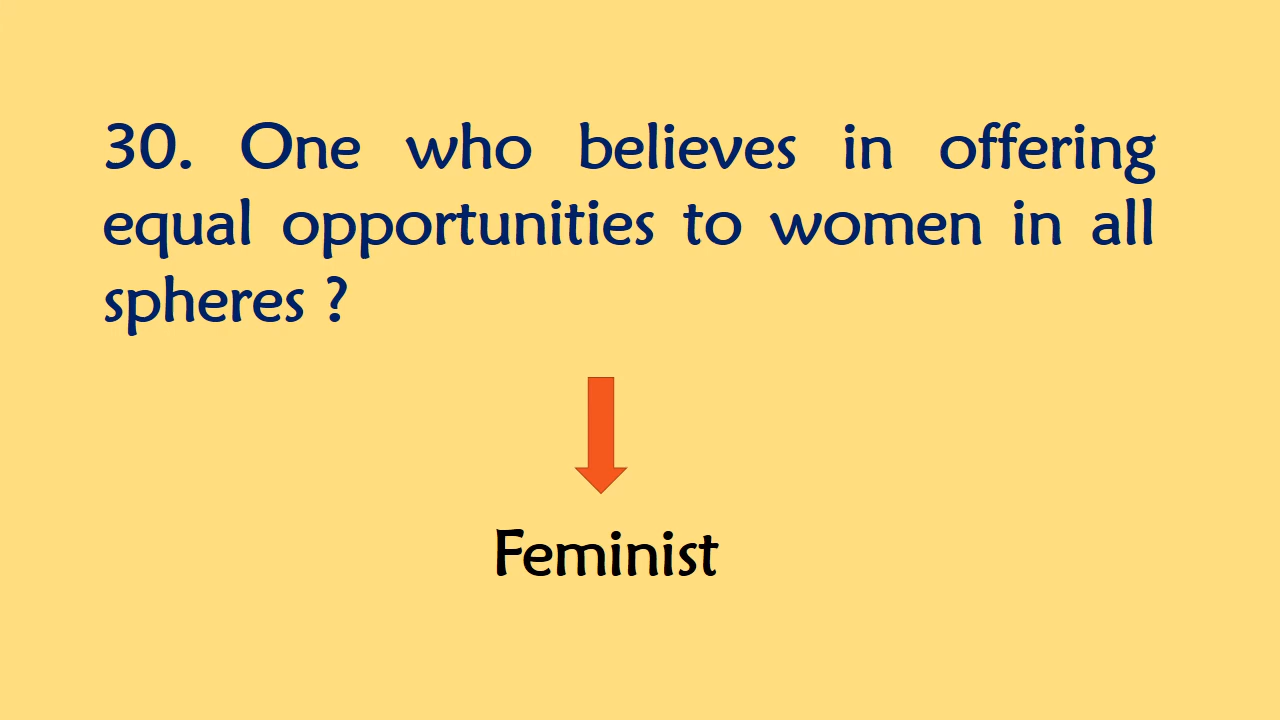 30. One who believes in offering
equal opportunities to women in all
spheres ?
Feminist